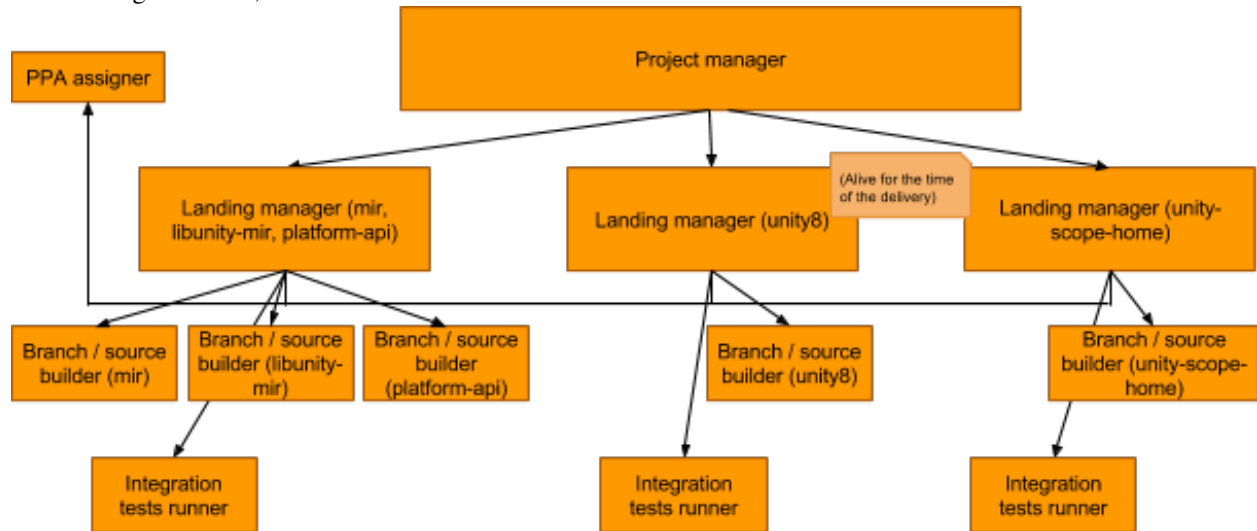 Project manager
PPA assigner
(Alive for the time
of the delivery)
Landing manager (mir,
libunity-mir, platform-api)
Landing manager (unity8)
Landing manager (unity-
scope-home)
Branch / source
builder (mir)
Branch / source
builder (libunity-
mir)
Branch / source
builder
(platform-api)
Branch / source
builder (unity8)
Branch / source
builder (unity-scope-
home)
Integration
tests runner
Integration
tests runner
Integration
tests runner